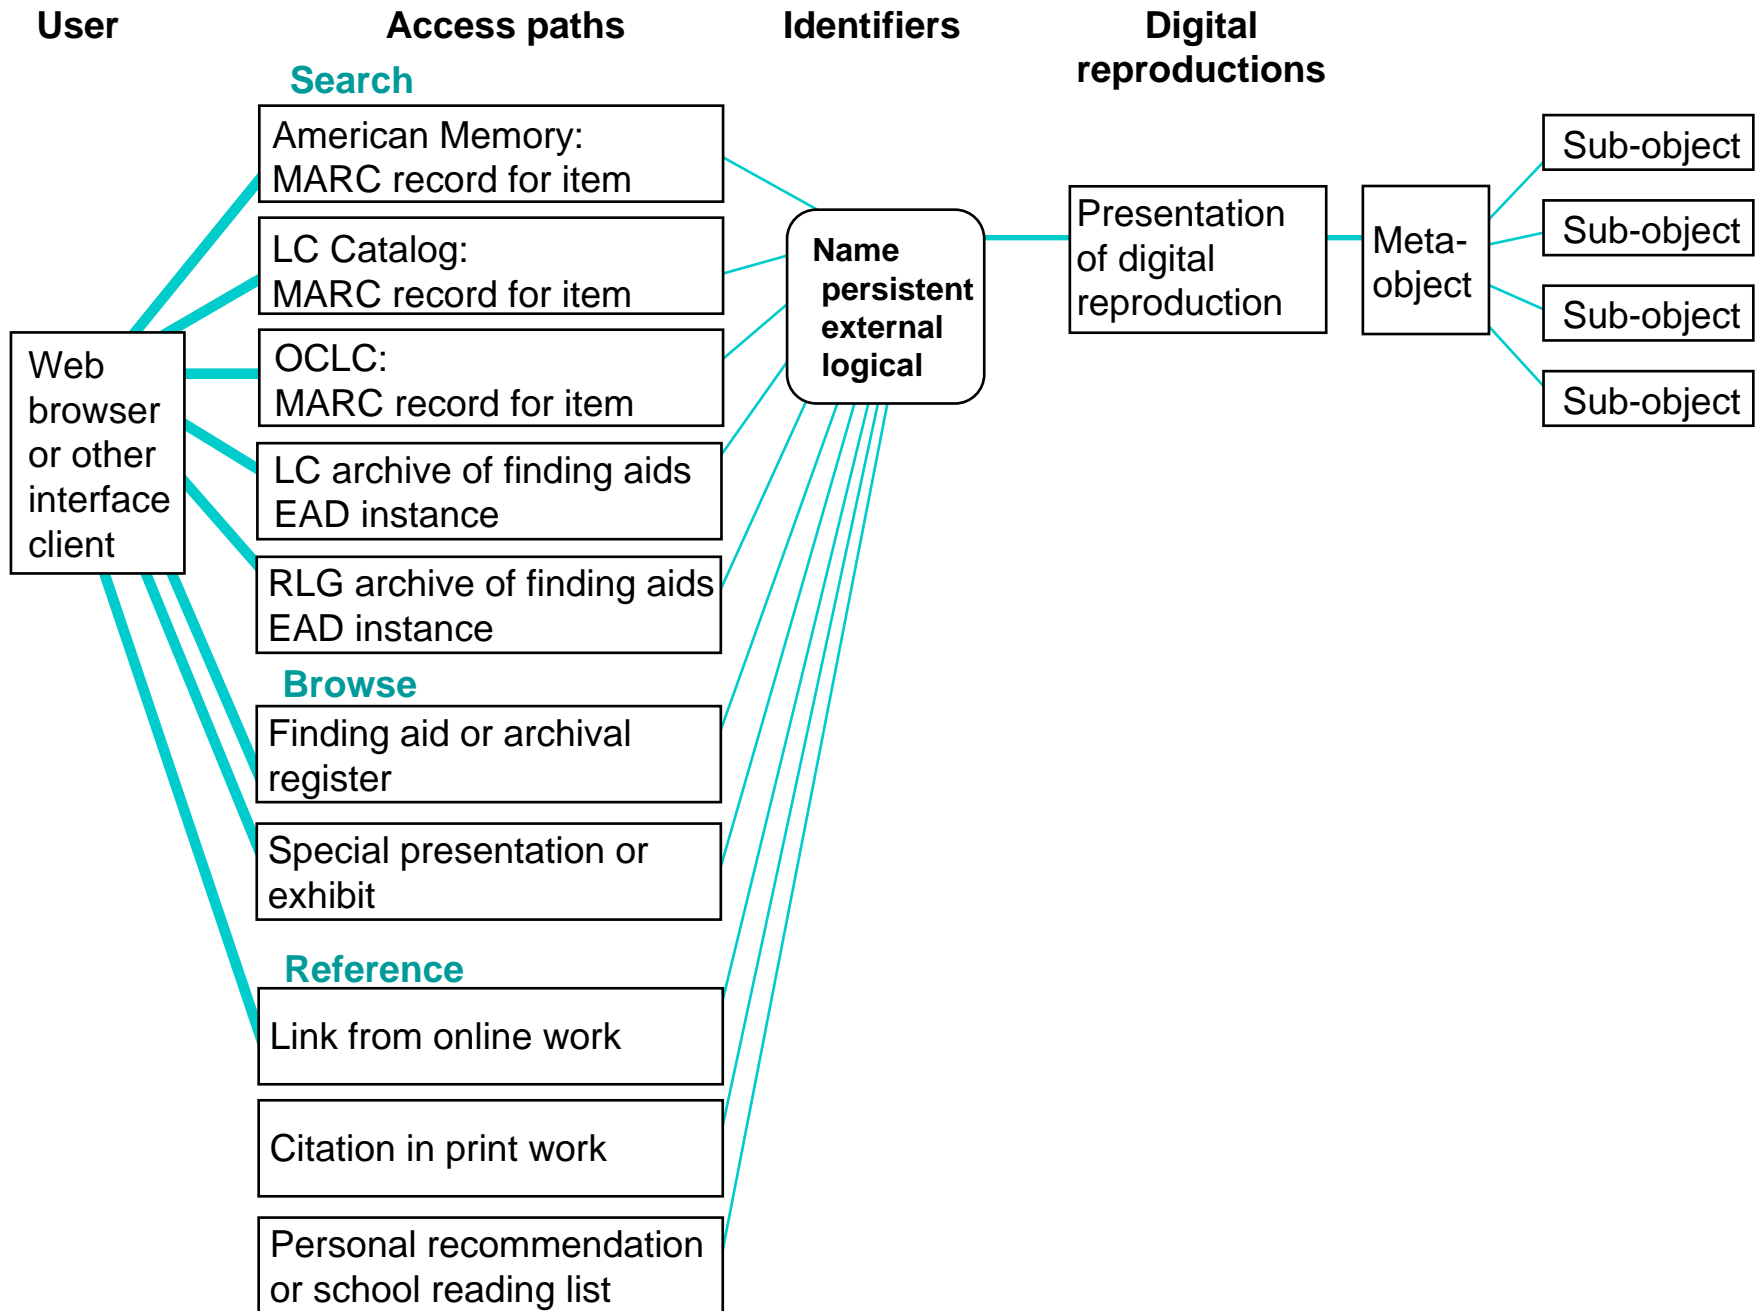 User
Access paths
Identifiers
Digital
reproductions
Search
American Memory:
MARC record for item
LC Catalog:
MARC record for item
OCLC:
MARC record for item
LC archive of finding aids
EAD instance
RLG archive of finding aids
EAD instance
Browse
Finding aid or archival
register
Special presentation or
exhibit
Reference
Link from online work
Citation in print work
Personal recommendation
or school reading list
Web
browser
or other
interface
client
Name
persistent
external
logical
Presentation
of digital
reproduction
Meta-
object
Sub-object
Sub-object
Sub-object
Sub-object